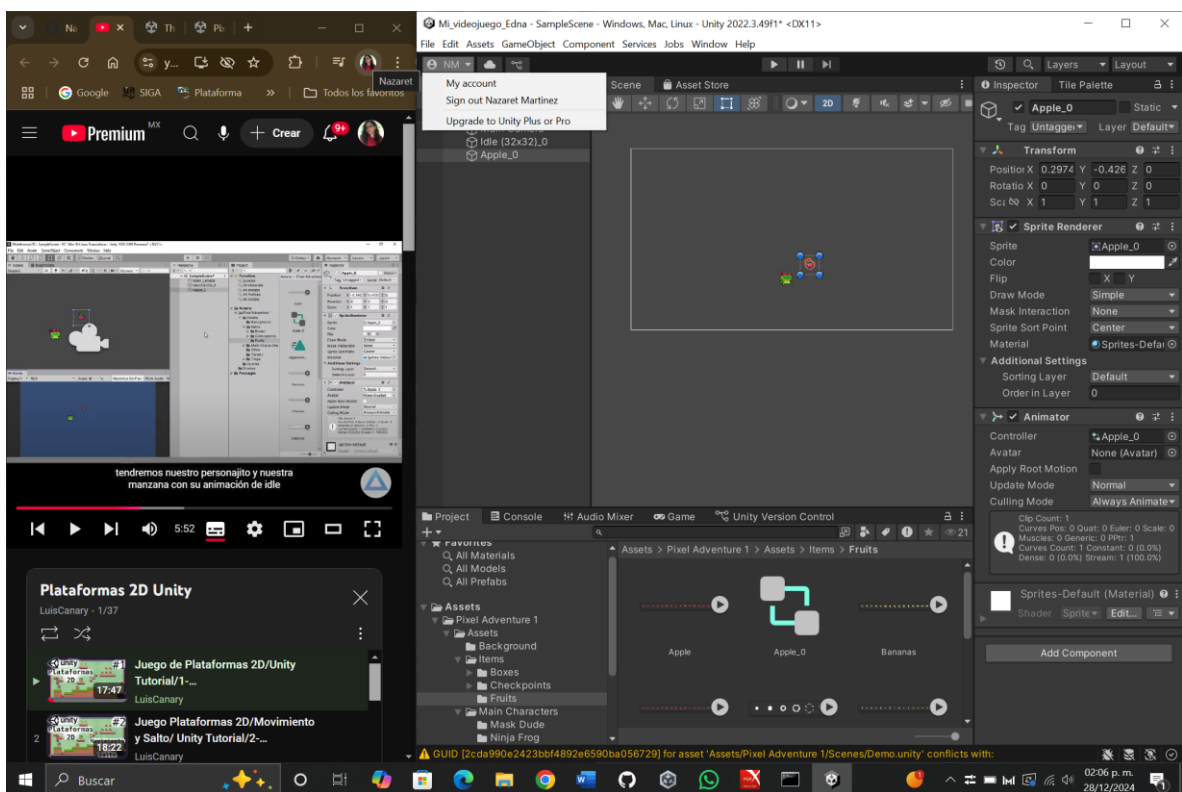 Na
Th
Pb
y...
Nazaret
Google
SIGA
Plataforma
»
Todos los favoritos
Premium MX
Crear
9+
tendremos nuestro personajito y nuestra
manzana con su animación de idle
5:52
Plataformas 2D Unity
LuisCanary - 1/37
Juego de Plataformas 2D/Unity
Tutorial/1-...
LuisCanary
17:47
2
Juego Plataformas 2D/Movimiento
y Salto/ Unity Tutorial/2-...
LuisCanary
18:22
Mi_videojuego_Edna - SampleScene - Windows, Mac, Linux - Unity 2022.3.49f1* <DX11>
File Edit Assets GameObject Component Services Jobs Window Help
NM
Layers
Layout
My account
Sign out Nazaret Martinez
Upgrade to Unity Plus or Pro
Scene
Asset Store
2D
Idle (32x32)_0
Apple_0
Inspector
Tile Palette
Apple_0
Static
Tag Untagge
Layer Default
Transform
Position X 0.2974 Y -0.426 Z 0
Rotatio X 0 Y 0 Z 0
Sca X 1 Y 1 Z 1
Sprite Renderer
Sprite Apple_0
Color
Flip X Y
Draw Mode Simple
Mask Interaction None
Sprite Sort Point Center
Material Sprites-Defau
Additional Settings
Sorting Layer Default
Order in Layer 0
Animator
Controller Apple_0
Avatar None (Avatar)
Apply Root Motion
Update Mode Normal
Culling Mode Always Animate
Clip Count: 1
Curves Pos: 0 Quat: 0 Euler: 0 Scale: 0
Muscles: 0 Generic: 0 PPtr: 1
Curves Count: 1 Constant: 0 (0.0%)
Dense: 0 (0.0%) Stream: 1 (100.0%)
Sprites-Default (Material)
Shader Sprite Edit...
Add Component
Project
Console
Audio Mixer
Game
Unity Version Control
21
Favorites
All Materials
All Models
All Prefabs
Assets
Pixel Adventure 1
Assets
Background
Items
Boxes
Checkpoints
Fruits
Main Characters
Mask Dude
Ninja Frog
Assets > Pixel Adventure 1 > Assets > Items > Fruits
Apple
Apple_0
Bananas
GUID [2cda990e2423bbf4892e6590ba056729] for asset 'Assets/Pixel Adventure 1/Scenes/Demo.unity' conflicts with:
Buscar
02:06 p. m.
28/12/2024